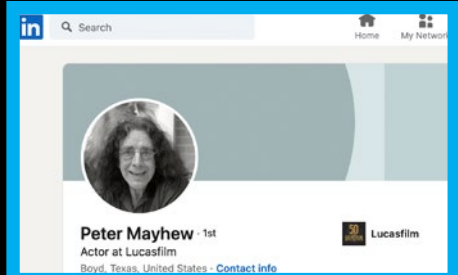 in
Search
Home My Network
Peter Mayhew · 1st
Lucasfilm
Actor at Lucasfilm
Boyd, Texas, United States · Contact info